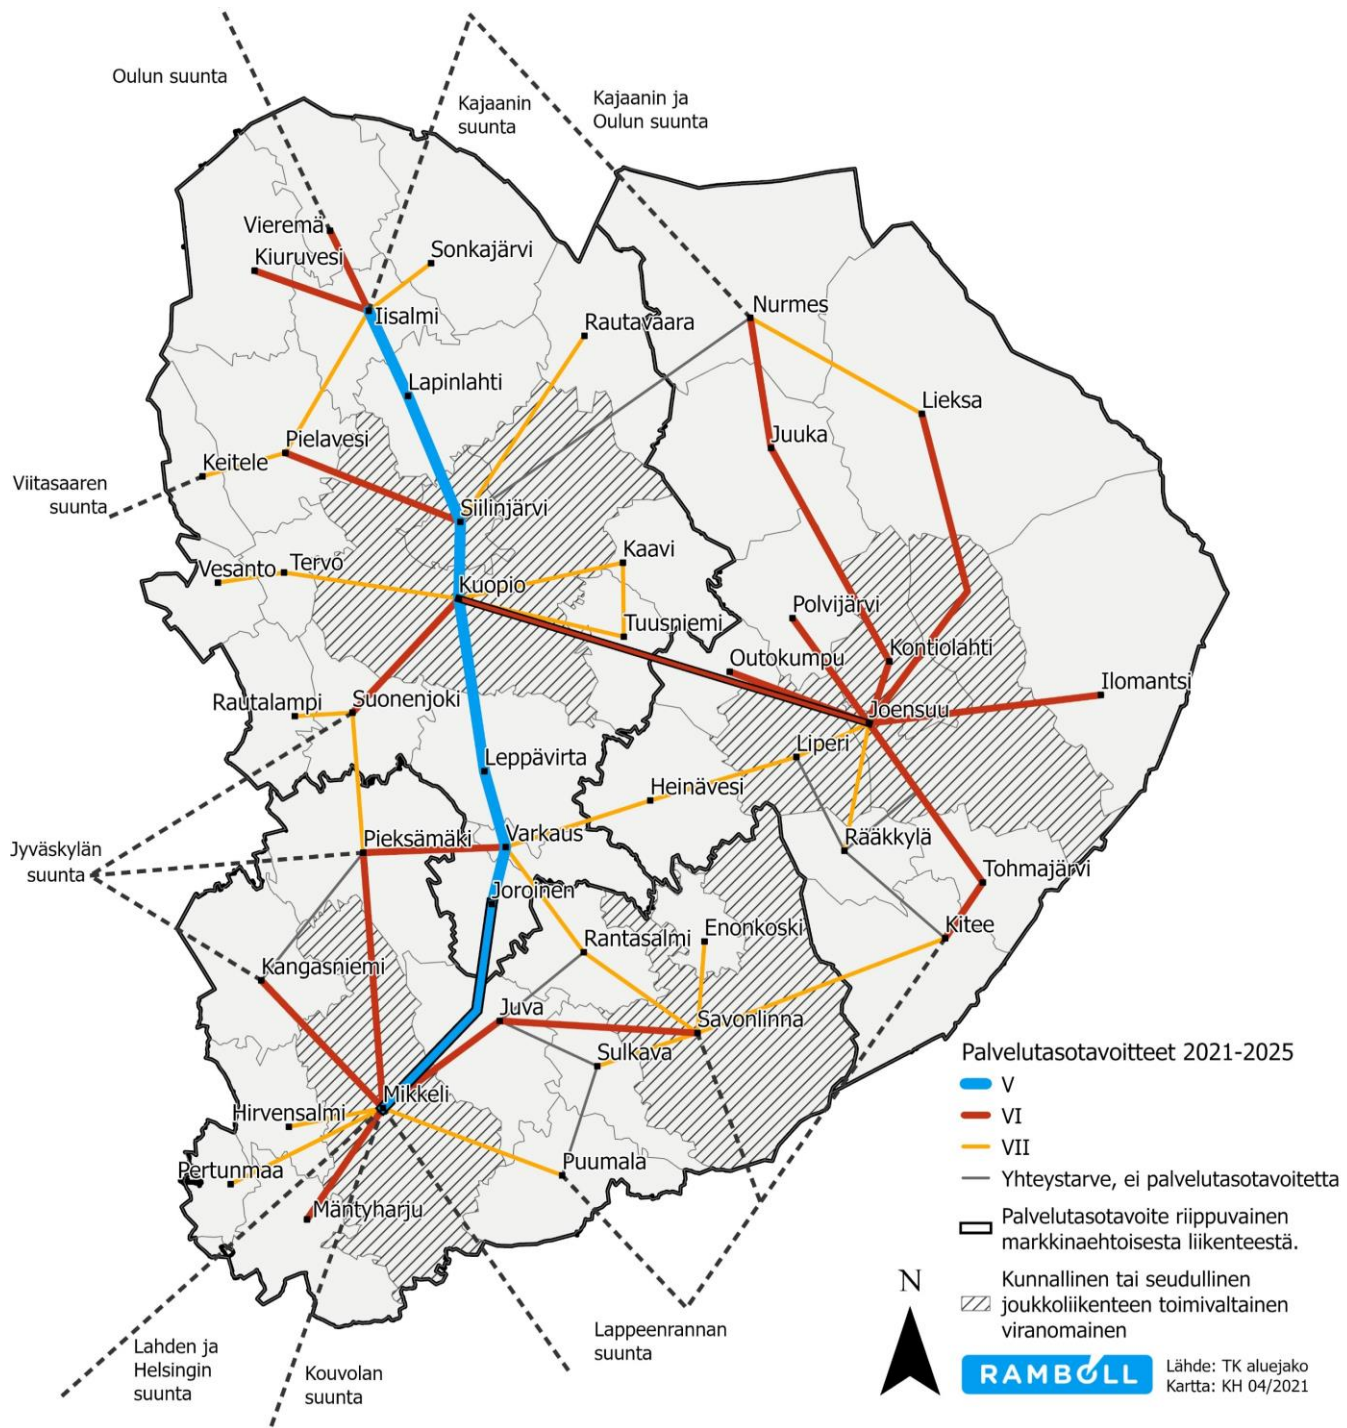 Oulun suunta
Kajaanin
suunta
Kajaanin ja
Oulun suunta
Vieremä
Kiuruvesi
Sonkajärvi
Iisalmi
Rautavaara
Nurmes
Lapinlahti
Lieksa
Pielavesi
Keitele
Juuka
Viitasaaren
suunta
Siilinjärvi
Kaavi
Vesanto
Tervo
Kuopio
Polvijärvi
Tuusniemi
Kontiolahti
Outokumpu
Ilomantsi
Rautalampi
Suonenjoki
Joensuu
Liperi
Leppävirta
Heinävesi
Jyväskylän
suunta
Pieksämäki
Varkaus
Rääkkylä
Tohmajärvi
Joroinen
Enonkoski
Kitee
Rantasalmi
Kangasniemi
Juva
Savonlinna
Sulkava
Mikkeli
Hirvensalmi
Pertunmaa
Puumala
Mäntyharju
Lahden ja
Helsingin
suunta
Kouvolan
suunta
Lappeenrannan
suunta
Palvelutasotavoitteet 2021-2025
V
VI
VII
Yhteystarve, ei palvelutasotavoitetta
Palvelutasotavoite riippuvainen
markkinaehtoisesta liikenteestä.
Kunnallinen tai seudullinen
joukkoliikenteen toimivaltainen
viranomainen
N
RAMBOLL
Lähde: TK aluejako
Kartta: KH 04/2021